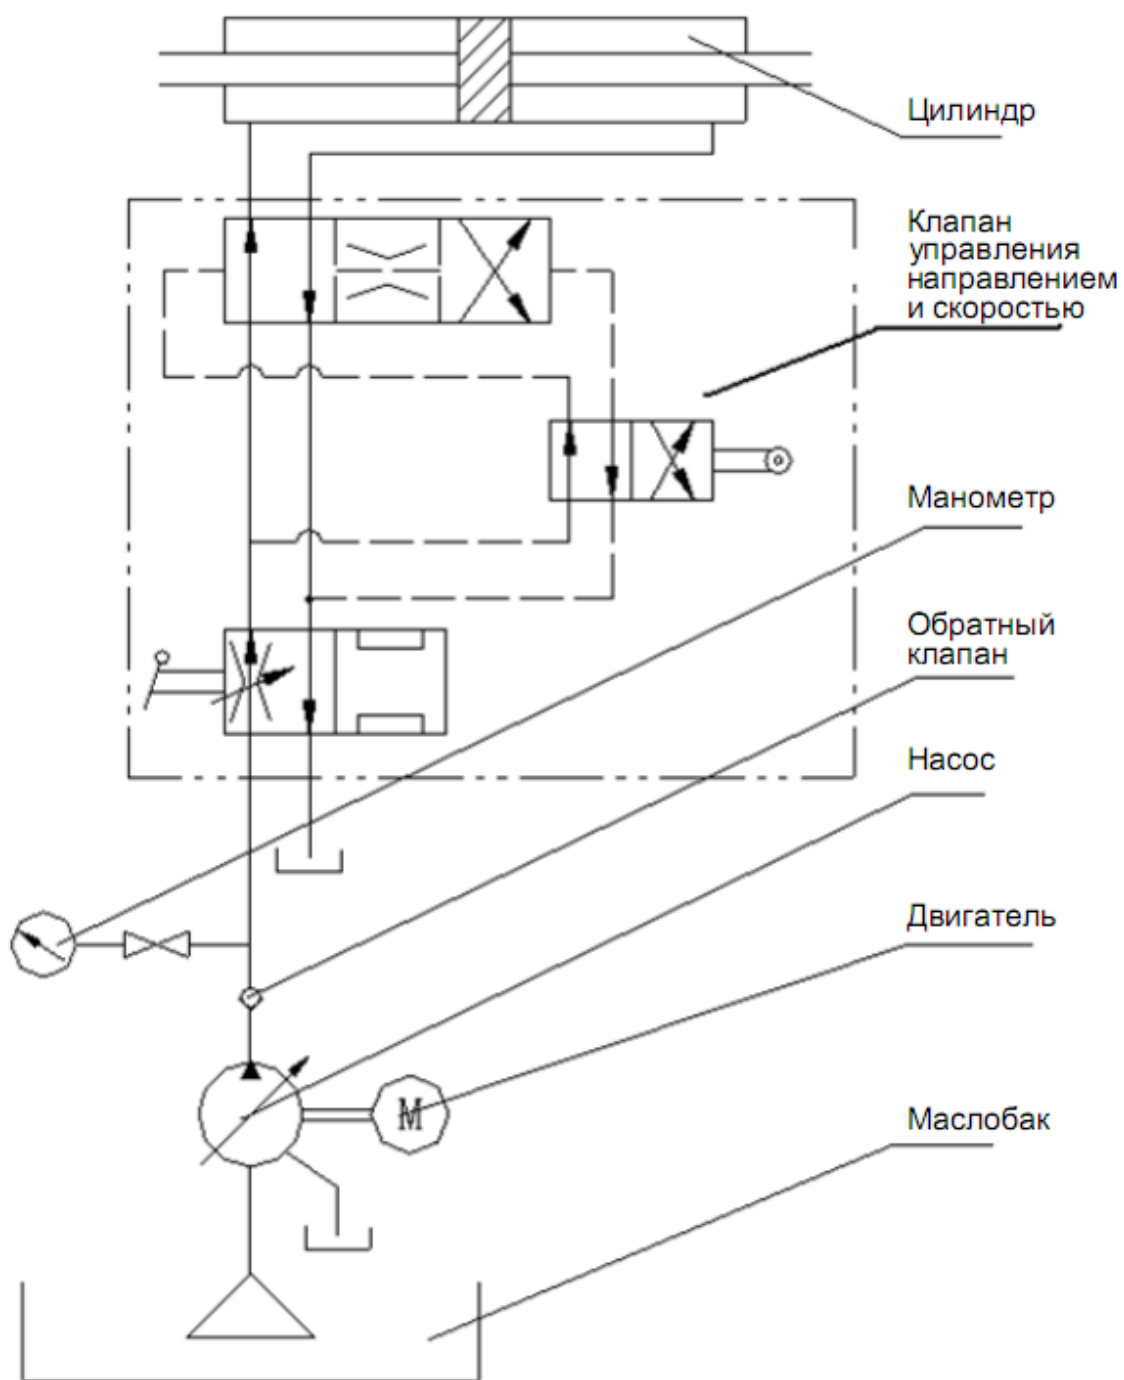 Цилиндр
Клапан
управления
направлением
и скоростью
Манометр
Обратный
клапан
Насос
Двигатель
M
Маслобак